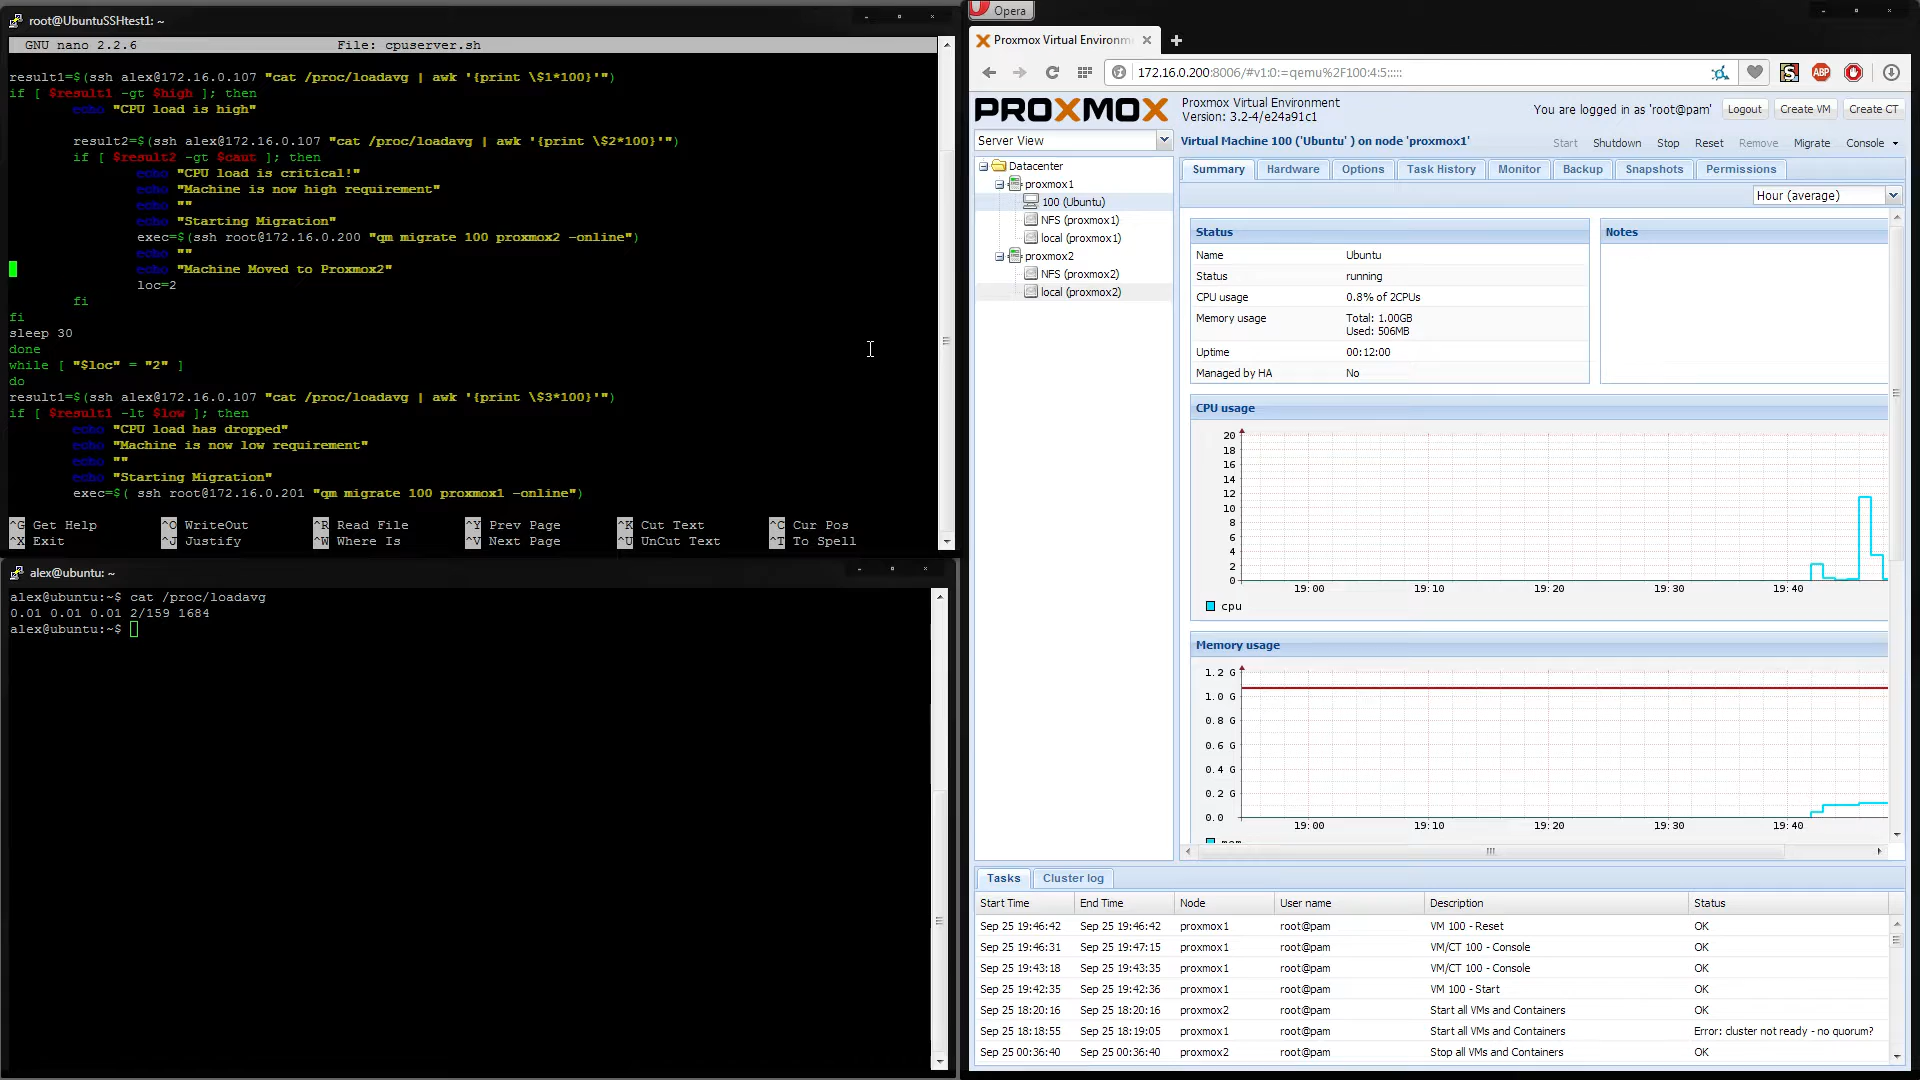 root@UbuntuSSHtest1: ~
GNU nano 2.2.6 File: cpuserver.sh
result1=$(ssh alex@172.16.0.107 "cat /proc/loadavg | awk '{print \$1*100}'")
if [ $result1 -gt $high ]; then
echo "CPU load is high"
result2=$(ssh alex@172.16.0.107 "cat /proc/loadavg | awk '{print \$2*100}'")
if [ $result2 -gt $caut ]; then
echo "CPU load is critical!"
echo "Machine is now high requirement"
echo ""
echo "Starting Migration"
exec=$(ssh root@172.16.0.200 "qm migrate 100 proxmox2 -online")
echo ""
echo "Machine Moved to Proxmox2"
loc=2
fi
fi
sleep 30
done
while [ "$loc" = "2" ]
do
result1=$(ssh alex@172.16.0.107 "cat /proc/loadavg | awk '{print \$3*100}'")
if [ $result1 -lt $low ]; then
echo "CPU load has dropped"
echo "Machine is now low requirement"
echo ""
echo "Starting Migration"
exec=$( ssh root@172.16.0.201 "qm migrate 100 proxmox1 -online")
^G Get Help ^O WriteOut ^R Read File ^Y Prev Page ^K Cut Text ^C Cur Pos
^X Exit ^J Justify ^W Where Is ^V Next Page ^U UnCut Text ^T To Spell
alex@ubuntu: ~
alex@ubuntu:~$ cat /proc/loadavg
0.01 0.01 0.01 2/159 1684
alex@ubuntu:~$
Opera
Proxmox Virtual Environm
172.16.0.200:8006/#v1:0:=qemu%2F100:4:5:::::
ABP
PROXMOX
Proxmox Virtual Environment
Version: 3.2-4/e24a91c1
You are logged in as 'root@pam' Logout Create VM Create CT
Server View
Virtual Machine 100 ('Ubuntu' ) on node 'proxmox1'
Start Shutdown Stop Reset Remove Migrate Console
Datacenter
proxmox1
100 (Ubuntu)
NFS (proxmox1)
local (proxmox1)
proxmox2
NFS (proxmox2)
local (proxmox2)
Summary Hardware Options Task History Monitor Backup Snapshots Permissions
Hour (average)
Status
Name Ubuntu
Status running
CPU usage 0.8% of 2CPUs
Memory usage Total: 1.00GB
Used: 506MB
Uptime 00:12:00
Managed by HA No
Notes
CPU usage
20
18
16
14
12
10
8
6
4
2
0
19:00 19:10 19:20 19:30 19:40
cpu
Memory usage
1.2 G
1.0 G
0.8 G
0.6 G
0.4 G
0.2 G
0.0
19:00 19:10 19:20 19:30 19:40
Tasks Cluster log
Start Time End Time Node User name Description Status
Sep 25 19:46:42 Sep 25 19:46:42 proxmox1 root@pam VM 100 - Reset OK
Sep 25 19:46:31 Sep 25 19:47:15 proxmox1 root@pam VM/CT 100 - Console OK
Sep 25 19:43:18 Sep 25 19:43:35 proxmox1 root@pam VM/CT 100 - Console OK
Sep 25 19:42:35 Sep 25 19:42:36 proxmox1 root@pam VM 100 - Start OK
Sep 25 18:20:16 Sep 25 18:20:16 proxmox2 root@pam Start all VMs and Containers OK
Sep 25 18:18:55 Sep 25 18:19:05 proxmox1 root@pam Start all VMs and Containers Error: cluster not ready - no quorum?
Sep 25 00:36:40 Sep 25 00:36:40 proxmox2 root@pam Stop all VMs and Containers OK